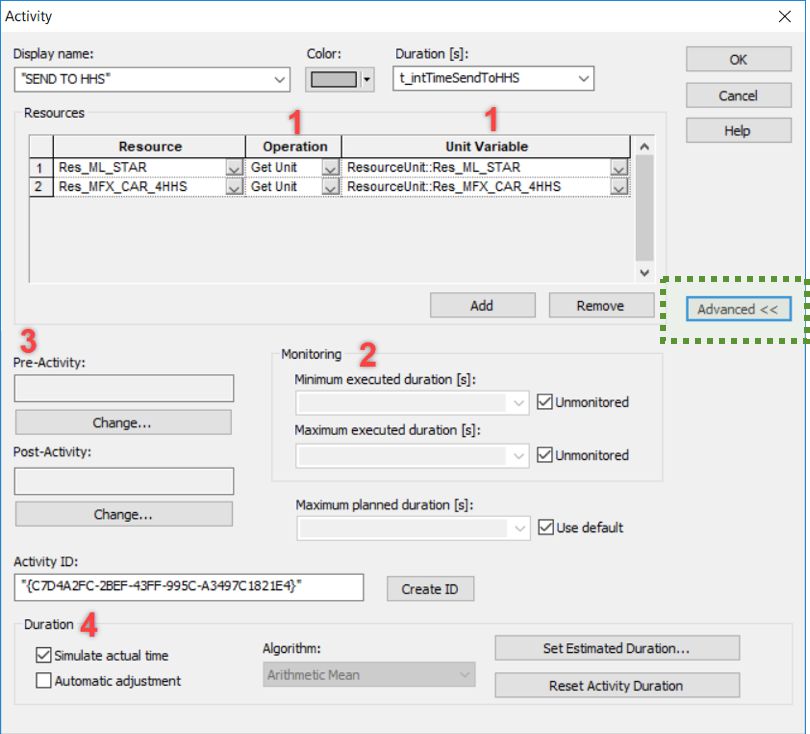 Activity
Display name: Color: Duration [s]:
"SEND TO HHS" t_intTimeSendToHHS OK
Cancel
Help
Resources
1 1
Resource Operation Unit Variable
1 Res_ML_STAR Get Unit ResourceUnit::Res_ML_STAR
2 Res_MFX_CAR_4HHS Get Unit ResourceUnit::Res_MFX_CAR_4HHS
Add Remove Advanced <<
3
Pre-Activity:
Change...
Post-Activity:
Change...
Monitoring 2
Minimum executed duration [s]:
Unmonitored
Maximum executed duration [s]:
Unmonitored
Maximum planned duration [s]:
Use default
Activity ID:
"{C7D4A2FC-2BEF-43FF-995C-A3497C1821E4}" Create ID
Duration 4
Simulate actual time
Automatic adjustment
Algorithm:
Arithmetic Mean
Set Estimated Duration...
Reset Activity Duration